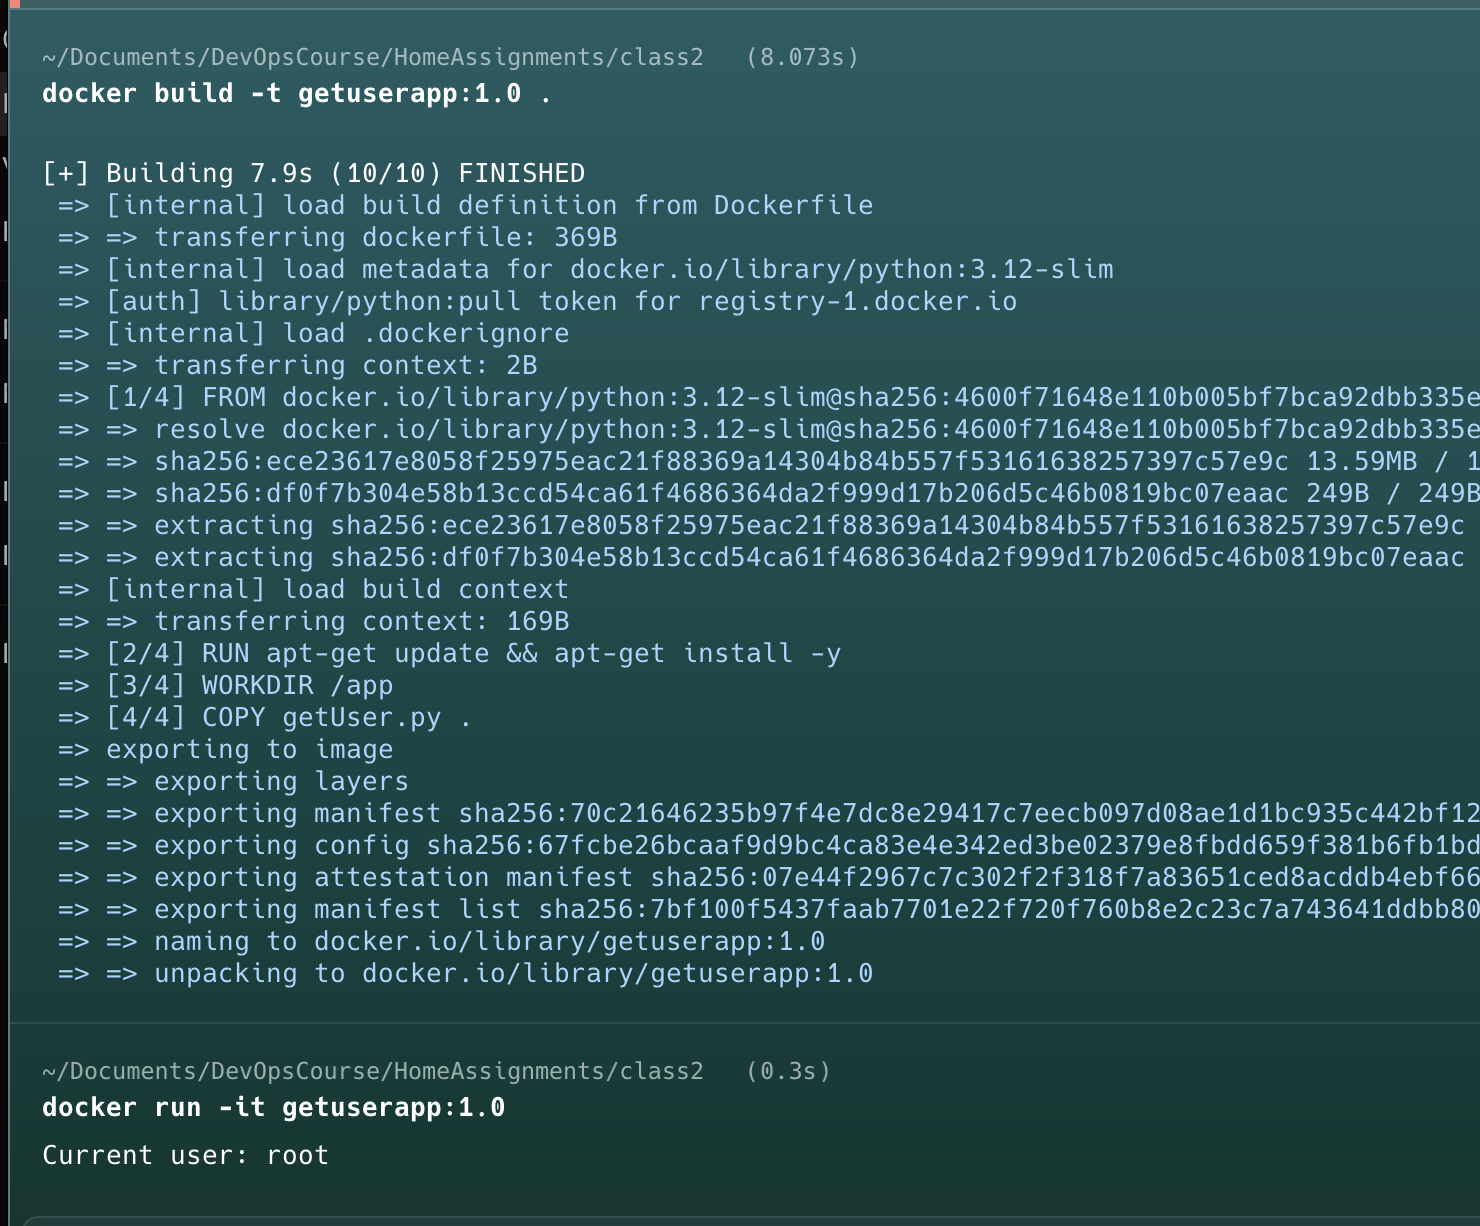 ~/Documents/DevOpsCourse/HomeAssignments/class2 (8.073s)
docker build -t getuserapp:1.0 .
[+] Building 7.9s (10/10) FINISHED
=> [internal] load build definition from Dockerfile
=> => transferring dockerfile: 369B
=> [internal] load metadata for docker.io/library/python:3.12-slim
=> [auth] library/python:pull token for registry-1.docker.io
=> [internal] load .dockerignore
=> => transferring context: 2B
=> [1/4] FROM docker.io/library/python:3.12-slim@sha256:4600f71648e110b005bf7bca92dbb335e
=> => resolve docker.io/library/python:3.12-slim@sha256:4600f71648e110b005bf7bca92dbb335e
=> => sha256:ece23617e8058f25975eac21f88369a14304b84b557f53161638257397c57e9c 13.59MB / 1
=> => sha256:df0f7b304e58b13ccd54ca61f4686364da2f999d17b206d5c46b0819bc07eaac 249B / 249B
=> => extracting sha256:ece23617e8058f25975eac21f88369a14304b84b557f53161638257397c57e9c
=> => extracting sha256:df0f7b304e58b13ccd54ca61f4686364da2f999d17b206d5c46b0819bc07eaac
=> [internal] load build context
=> => transferring context: 169B
=> [2/4] RUN apt-get update && apt-get install -y
=> [3/4] WORKDIR /app
=> [4/4] COPY getUser.py .
=> exporting to image
=> => exporting layers
=> => exporting manifest sha256:70c21646235b97f4e7dc8e29417c7eecb097d08ae1d1bc935c442bf12
=> => exporting config sha256:67fcbe26bcaaf9d9bc4ca83e4e342ed3be02379e8fbdd659f381b6fb1bd
=> => exporting attestation manifest sha256:07e44f2967c7c302f2f318f7a83651ced8acddb4ebf66
=> => exporting manifest list sha256:7bf100f5437faab7701e22f720f760b8e2c23c7a743641ddbb80
=> => naming to docker.io/library/getuserapp:1.0
=> => unpacking to docker.io/library/getuserapp:1.0
~/Documents/DevOpsCourse/HomeAssignments/class2 (0.3s)
docker run -it getuserapp:1.0
Current user: root